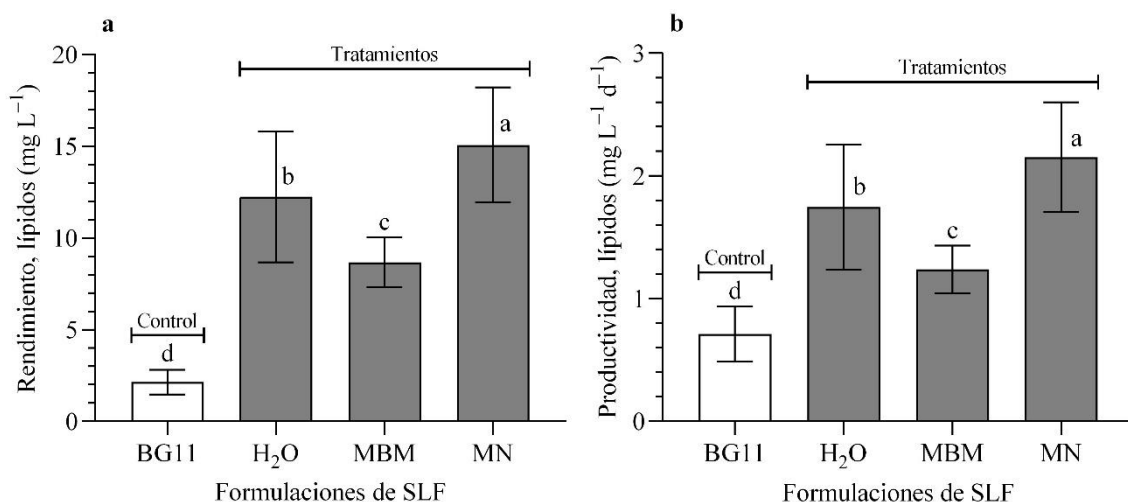 a
Rendimiento, lípidos (mg L⁻¹)
20
15
10
5
0
Tratamientos
Control
d
b
c
a
BG11 H₂O MBM MN
Formulaciones de SLF
b
Productividad, lípidos (mg L⁻¹ d⁻¹)
3
2
1
0
Tratamientos
Control
d
b
c
a
BG11 H₂O MBM MN
Formulaciones de SLF